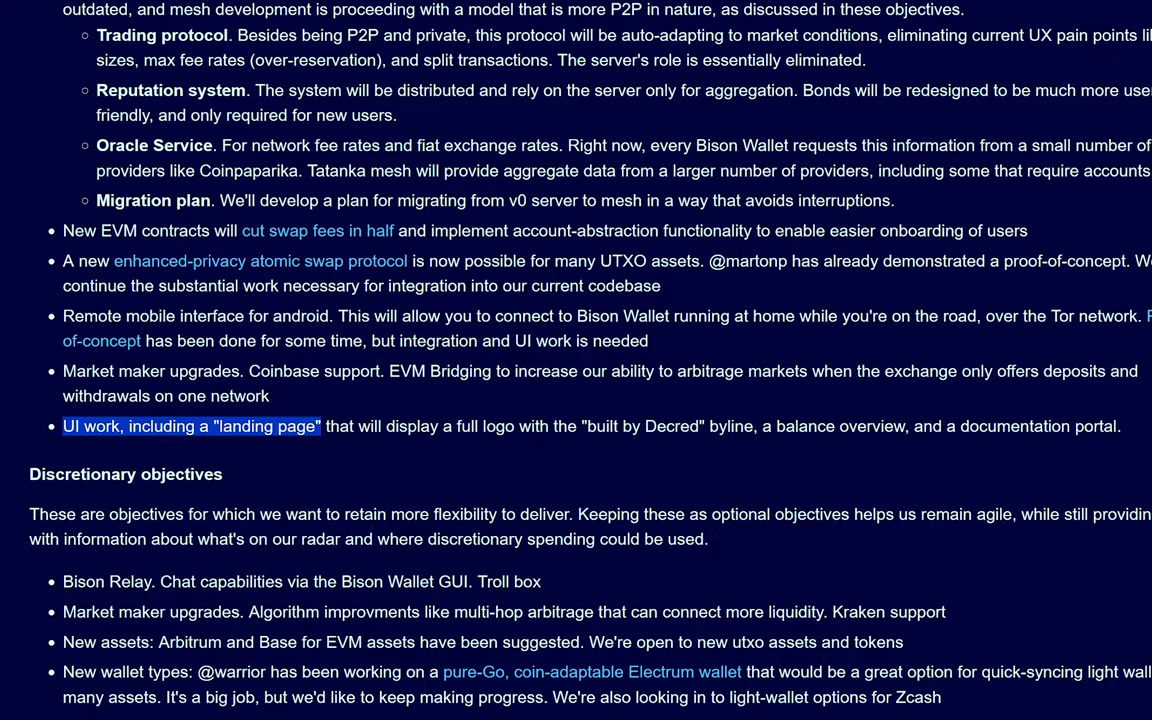 outdated, and mesh development is proceeding with a model that is more P2P in nature, as discussed in these objectives.
Trading protocol. Besides being P2P and private, this protocol will be auto-adapting to market conditions, eliminating current UX pain points
sizes, max fee rates (over-reservation), and split transactions. The server's role is essentially eliminated.
Reputation system. The system will be distributed and rely on the server only for aggregation. Bonds will be redesigned to be much more
friendly, and only required for new users.
Oracle Service. For network fee rates and fiat exchange rates. Right now, every Bison Wallet requests this information from a small number of
providers like Coinpaparika. Tatanka mesh will provide aggregate data from a larger number of providers, including some that require accounts
Migration plan. We'll develop a plan for migrating from v0 server to mesh in a way that avoids interruptions.
New EVM contracts will cut swap fees in half and implement account-abstraction functionality to enable easier onboarding of users
A new enhanced-privacy atomic swap protocol is now possible for many UTXO assets. @martonp has already demonstrated a proof-of-concept.
continue the substantial work necessary for integration into our current codebase
Remote mobile interface for android. This will allow you to connect to Bison Wallet running at home while you're on the road, over the Tor network.
of-concept has been done for some time, but integration and UI work is needed
Market maker upgrades. Coinbase support. EVM Bridging to increase our ability to arbitrage markets when the exchange only offers deposits and
withdrawals on one network
UI work, including a "landing page" that will display a full logo with the "built by Decred" byline, a balance overview, and a documentation portal.
Discretionary objectives
These are objectives for which we want to retain more flexibility to deliver. Keeping these as optional objectives helps us remain agile, while still
with information about what's on our radar and where discretionary spending could be used.
Bison Relay. Chat capabilities via the Bison Wallet GUI. Troll box
Market maker upgrades. Algorithm improvments like multi-hop arbitrage that can connect more liquidity. Kraken support
New assets: Arbitrum and Base for EVM assets have been suggested. We're open to new utxo assets and tokens
New wallet types: @warrior has been working on a pure-Go, coin-adaptable Electrum wallet that would be a great option for quick-syncing light
many assets. It's a big job, but we'd like to keep making progress. We're also looking in to light-wallet options for Zcash